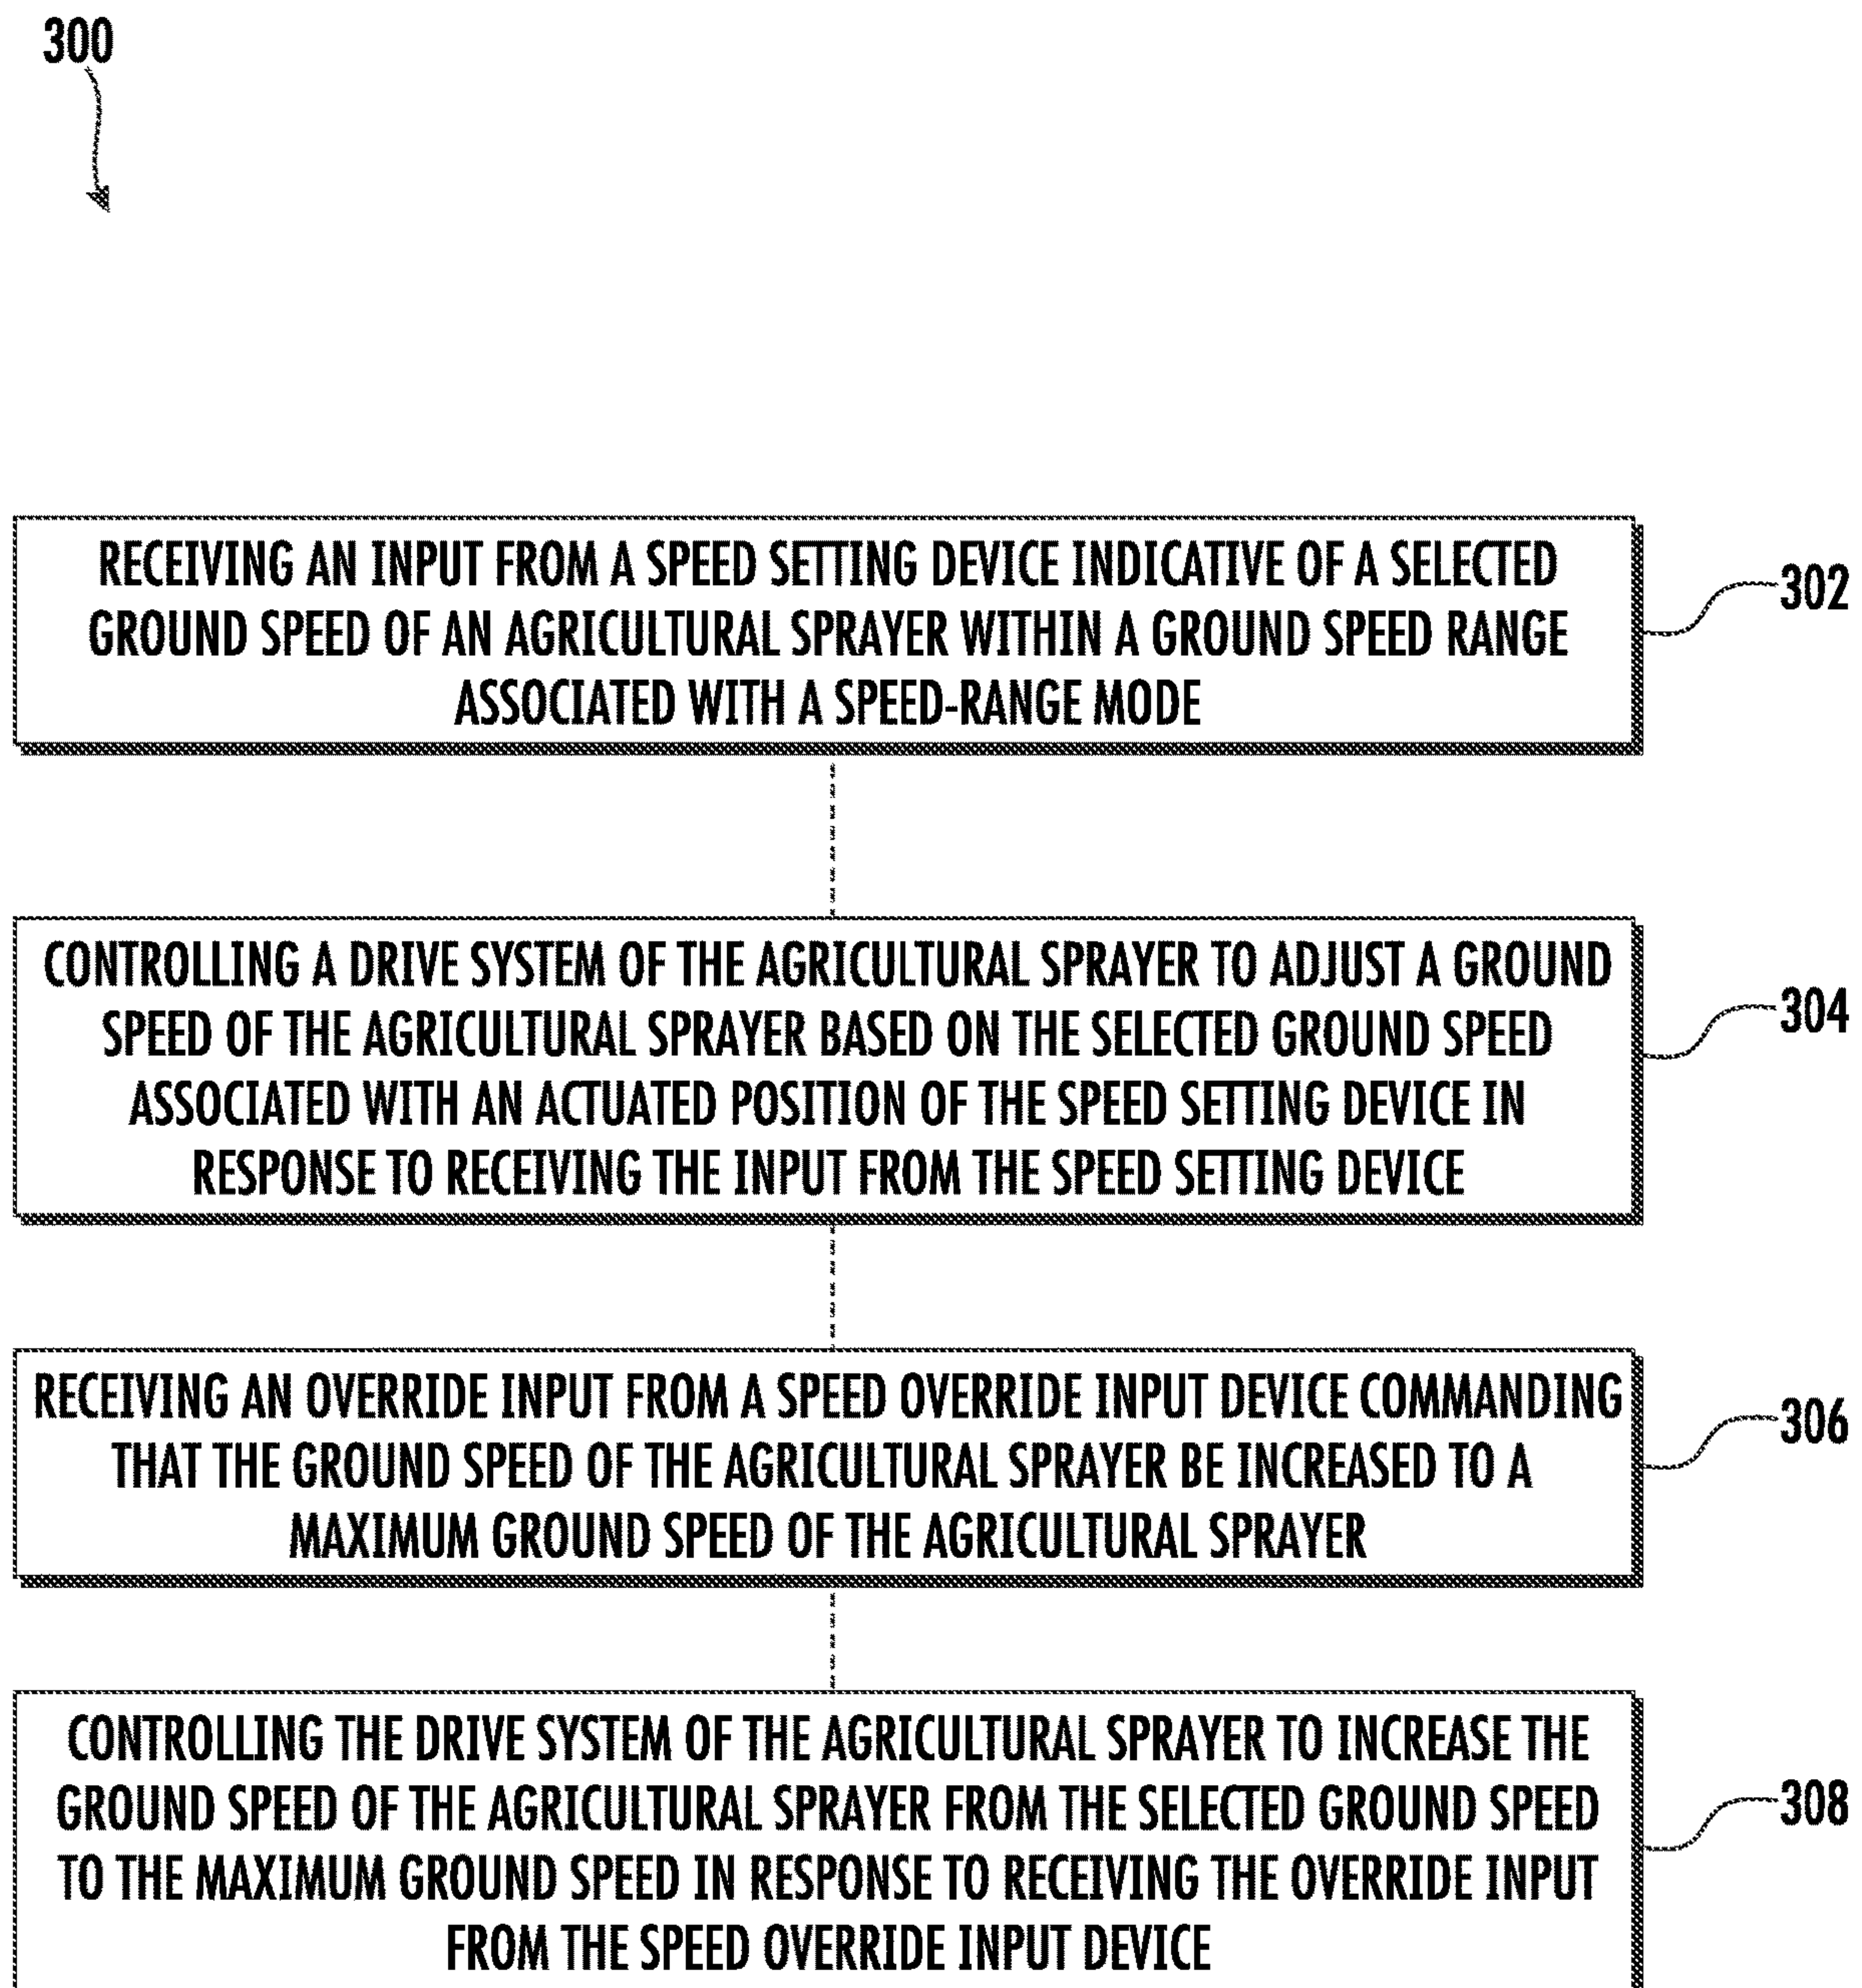 300
RECEIVING AN INPUT FROM A SPEED SETTING DEVICE INDICATIVE OF A SELECTED
GROUND SPEED OF AN AGRICULTURAL SPRAYER WITHIN A GROUND SPEED RANGE
ASSOCIATED WITH A SPEED-RANGE MODE
302
CONTROLLING A DRIVE SYSTEM OF THE AGRICULTURAL SPRAYER TO ADJUST A GROUND
SPEED OF THE AGRICULTURAL SPRAYER BASED ON THE SELECTED GROUND SPEED
ASSOCIATED WITH AN ACTUATED POSITION OF THE SPEED SETTING DEVICE IN
RESPONSE TO RECEIVING THE INPUT FROM THE SPEED SETTING DEVICE
304
RECEIVING AN OVERRIDE INPUT FROM A SPEED OVERRIDE INPUT DEVICE COMMANDING
THAT THE GROUND SPEED OF THE AGRICULTURAL SPRAYER BE INCREASED TO A
MAXIMUM GROUND SPEED OF THE AGRICULTURAL SPRAYER
306
CONTROLLING THE DRIVE SYSTEM OF THE AGRICULTURAL SPRAYER TO INCREASE THE
GROUND SPEED OF THE AGRICULTURAL SPRAYER FROM THE SELECTED GROUND SPEED
TO THE MAXIMUM GROUND SPEED IN RESPONSE TO RECEIVING THE OVERRIDE INPUT
FROM THE SPEED OVERRIDE INPUT DEVICE
308